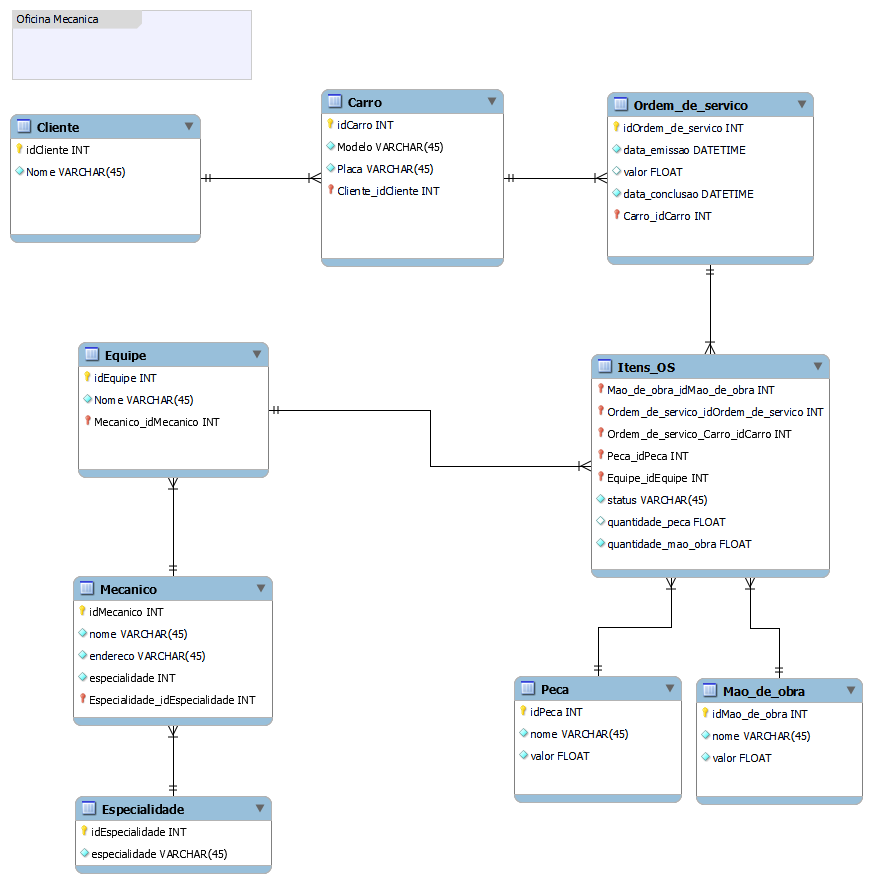 Oficina Mecanica
Cliente
idCliente INT
Nome VARCHAR(45)
Carro
idCarro INT
Modelo VARCHAR(45)
Placa VARCHAR(45)
Cliente_idCliente INT
Ordem_de_servico
idOrdem_de_servico INT
data_emissao DATETIME
valor FLOAT
data_conclusao DATETIME
Carro_idCarro INT
Equipe
idEquipe INT
Nome VARCHAR(45)
Mecanico_idMecanico INT
Itens_OS
Mao_de_obra_idMao_de_obra INT
Ordem_de_servico_idOrdem_de_servico INT
Ordem_de_servico_Carro_idCarro INT
Peca_idPeca INT
Equipe_idEquipe INT
status VARCHAR(45)
quantidade_peca FLOAT
quantidade_mao_obra FLOAT
Mecanico
idMecanico INT
nome VARCHAR(45)
endereco VARCHAR(45)
especialidade INT
Especialidade_idEspecialidade INT
Peca
idPeca INT
nome VARCHAR(45)
valor FLOAT
Mao_de_obra
idMao_de_obra INT
nome VARCHAR(45)
valor FLOAT
Especialidade
idEspecialidade INT
especialidade VARCHAR(45)